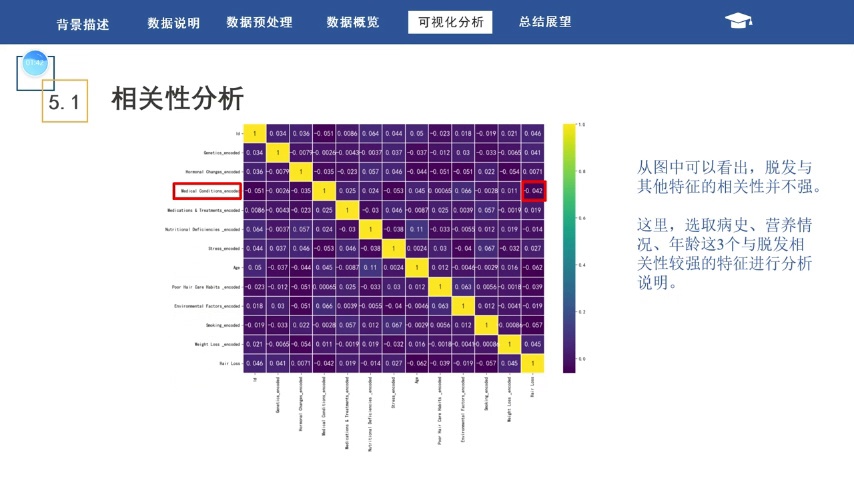 背景描述 数据说明 数据预处理 数据概览 可视化分析 总结展望
5.1 相关性分析
Id 1 0.034 0.036 -0.051 0.0086 0.064 0.044 0.05 -0.023 0.018 -0.019 0.021 0.046
Genetics_encoded 0.034 1 -0.0079 -0.0026 -0.0043 -0.0037 0.037 -0.037 -0.012 0.03 -0.033 -0.0065 0.041
Hormonal Changes_encoded 0.036 -0.0079 1 -0.035 -0.023 0.057 0.046 -0.044 -0.051 -0.051 0.022 -0.054 0.0071
Medical Conditions_encoded -0.051 -0.0026 -0.035 1 0.025 0.024 -0.053 0.045 0.00065 0.066 -0.0028 0.011 -0.042
Medications & Treatments_encoded 0.0086 -0.0043 -0.023 0.025 1 -0.03 0.046 -0.0087 0.025 0.0039 0.057 -0.0019 0.019
Nutritional Deficiencies _encoded 0.064 -0.0037 0.057 0.024 -0.03 1 -0.038 0.11 -0.033 -0.0055 0.012 0.019 -0.014
Stress_encoded 0.044 0.037 0.046 -0.053 0.046 -0.038 1 0.0024 0.03 -0.04 0.067 -0.032 0.027
Age 0.05 -0.037 -0.044 0.045 -0.0087 0.11 0.0024 1 0.012 -0.0046 -0.0029 0.016 -0.062
Poor Hair Care Habits _encoded -0.023 -0.012 -0.051 0.00065 0.025 -0.033 0.03 0.012 1 0.063 0.0056 -0.0018 -0.039
Environmental Factors_encoded 0.018 0.03 -0.051 0.066 0.0039 -0.0055 -0.04 -0.0046 0.063 1 0.012 -0.0041 -0.019
Smoking_encoded -0.019 -0.033 0.022 -0.0028 0.057 0.012 0.067 -0.0029 0.0056 0.012 1 -0.00086 -0.057
Weight Loss _encoded 0.021 -0.0065 -0.054 0.011 -0.0019 0.019 -0.032 0.016 -0.0018 -0.0041 -0.00086 1 0.045
Hair Loss 0.046 0.041 0.0071 -0.042 0.019 -0.014 0.027 -0.062 -0.039 -0.019 -0.057 0.045 1
Id Genetics_encoded Hormonal Changes_encoded Medical Conditions_encoded Medications & Treatments_encoded Nutritional Deficiencies _encoded Stress_encoded Age Poor Hair Care Habits _encoded Environmental Factors_encoded Smoking_encoded Weight Loss _encoded Hair Loss
1.0
0.8
0.6
0.4
0.2
0.0
从图中可以看出，脱发与
其他特征的相关性并不强。
这里，选取病史、营养情
况、年龄这3个与脱发相
关性较强的特征进行分析
说明。